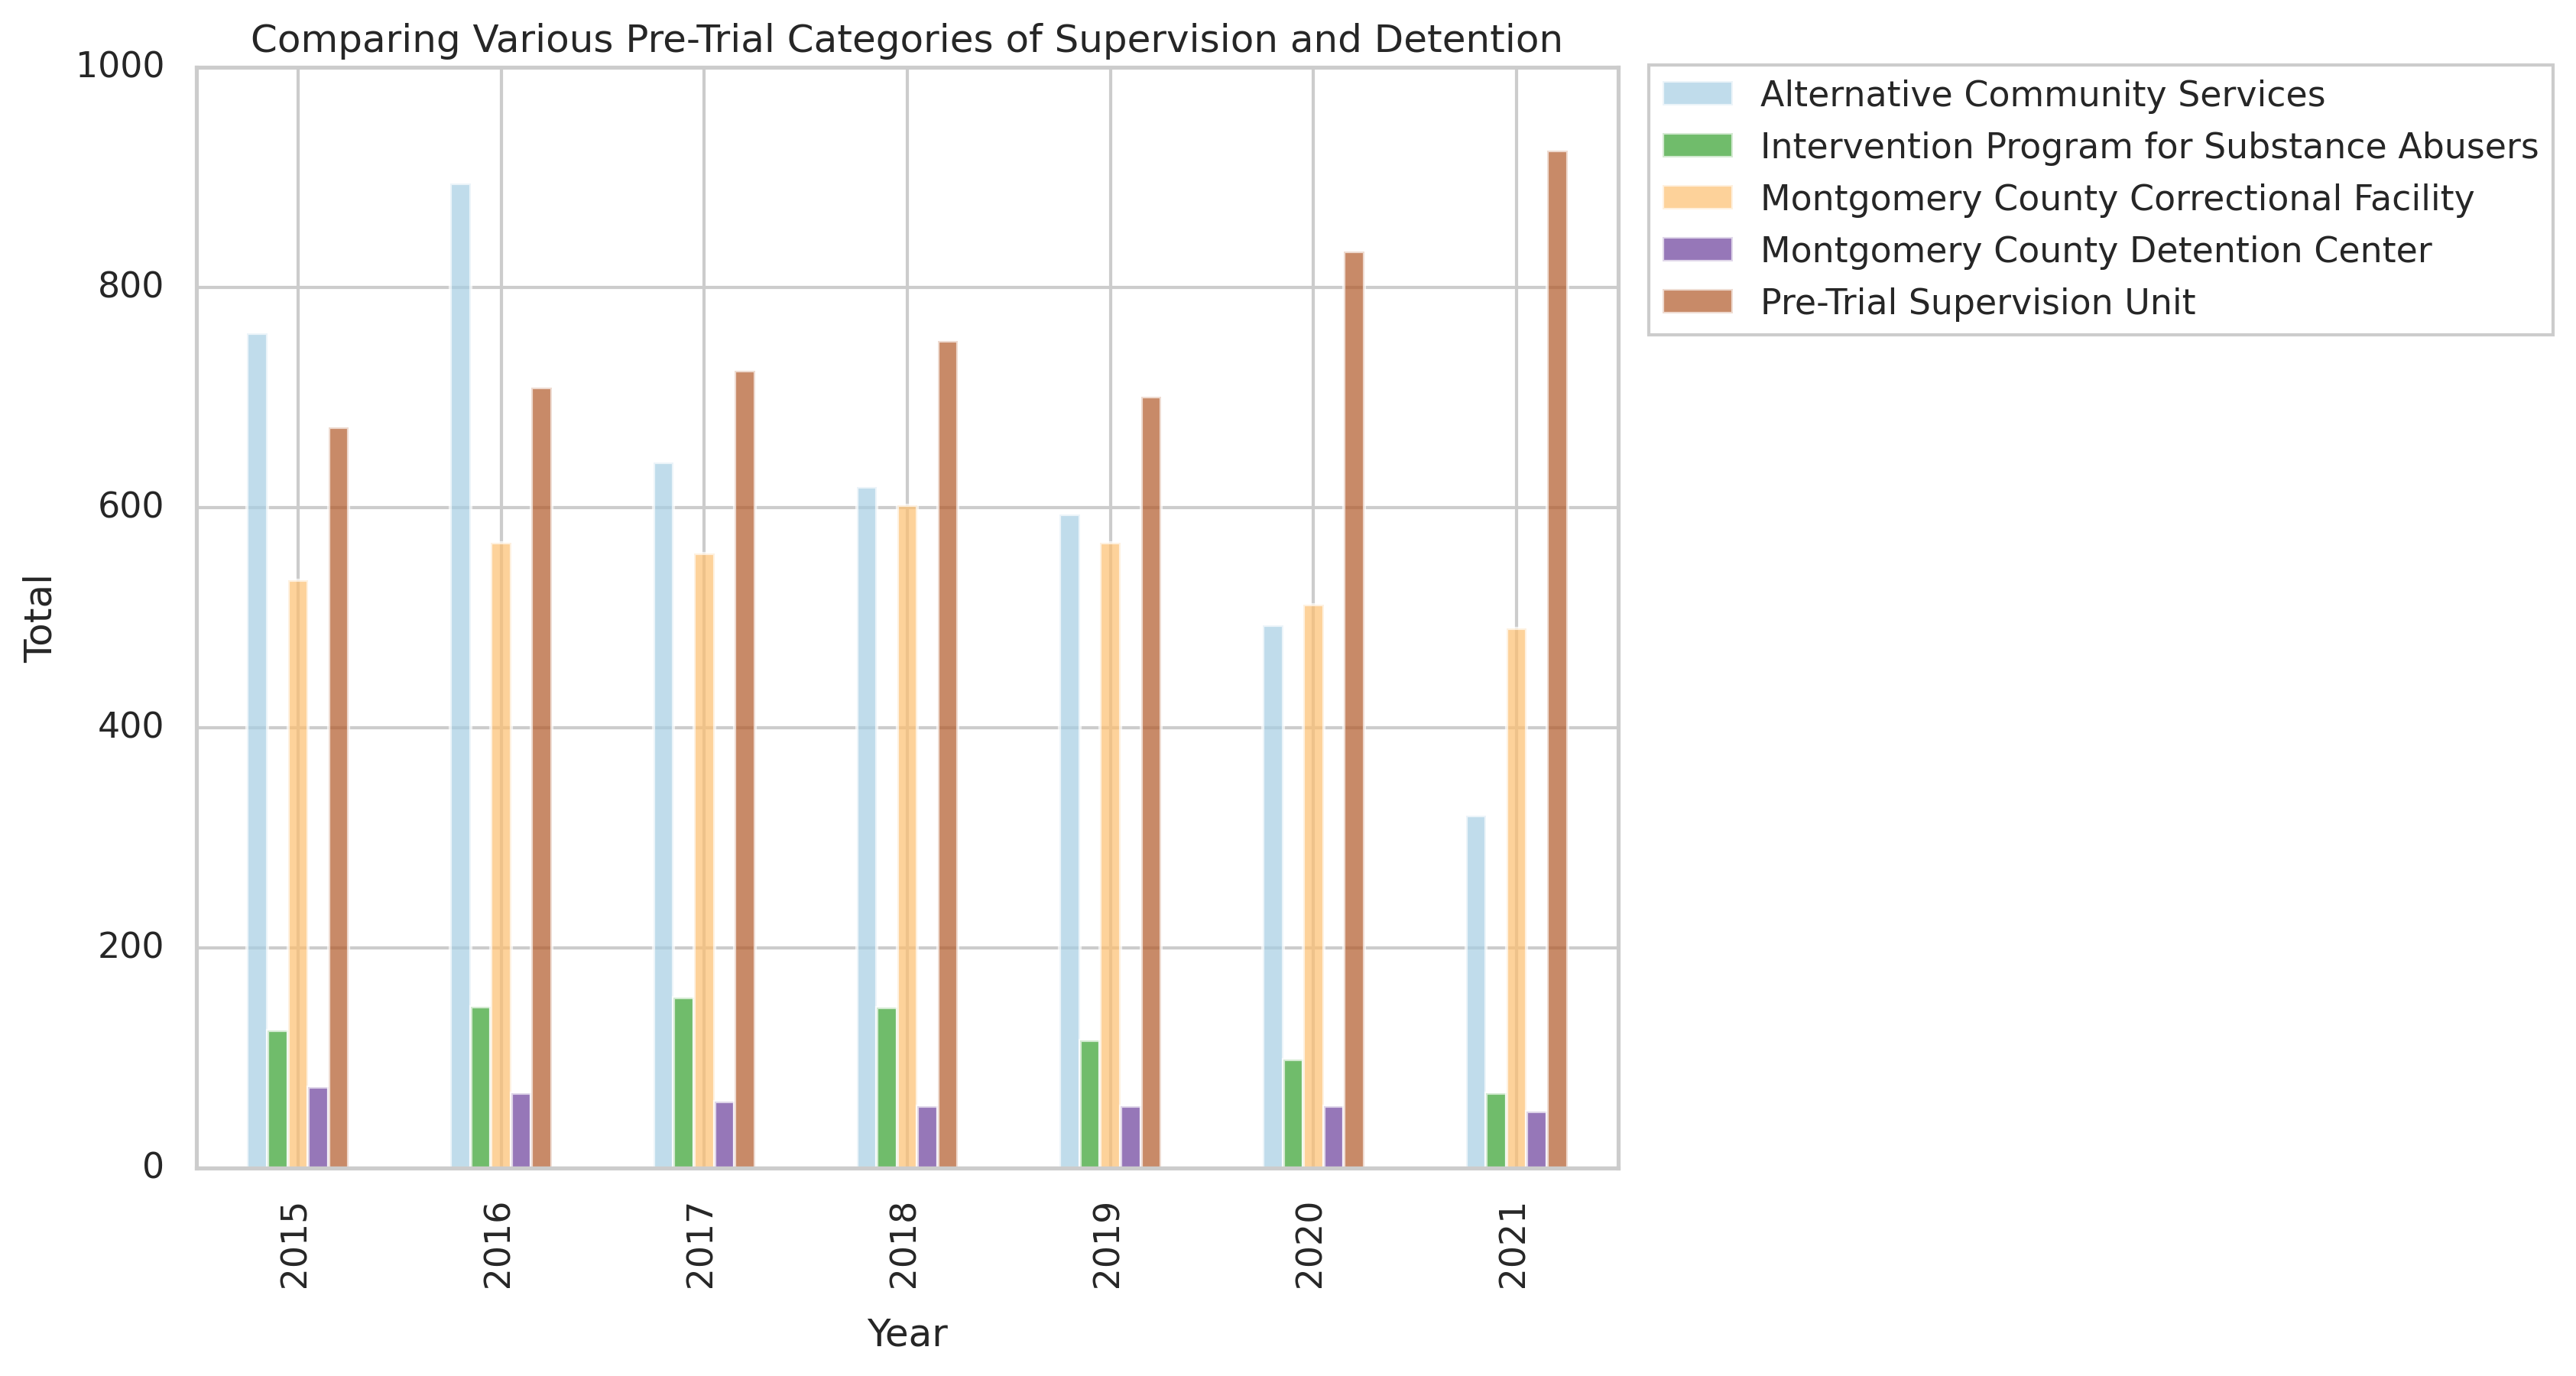 Comparing Various Pre-Trial Categories of Supervision and Detention
1000
800
600
400
200
0
Total
2015
2016
2017
2018
2019
2020
2021
Year
Alternative Community Services
Intervention Program for Substance Abusers
Montgomery County Correctional Facility
Montgomery County Detention Center
Pre-Trial Supervision Unit